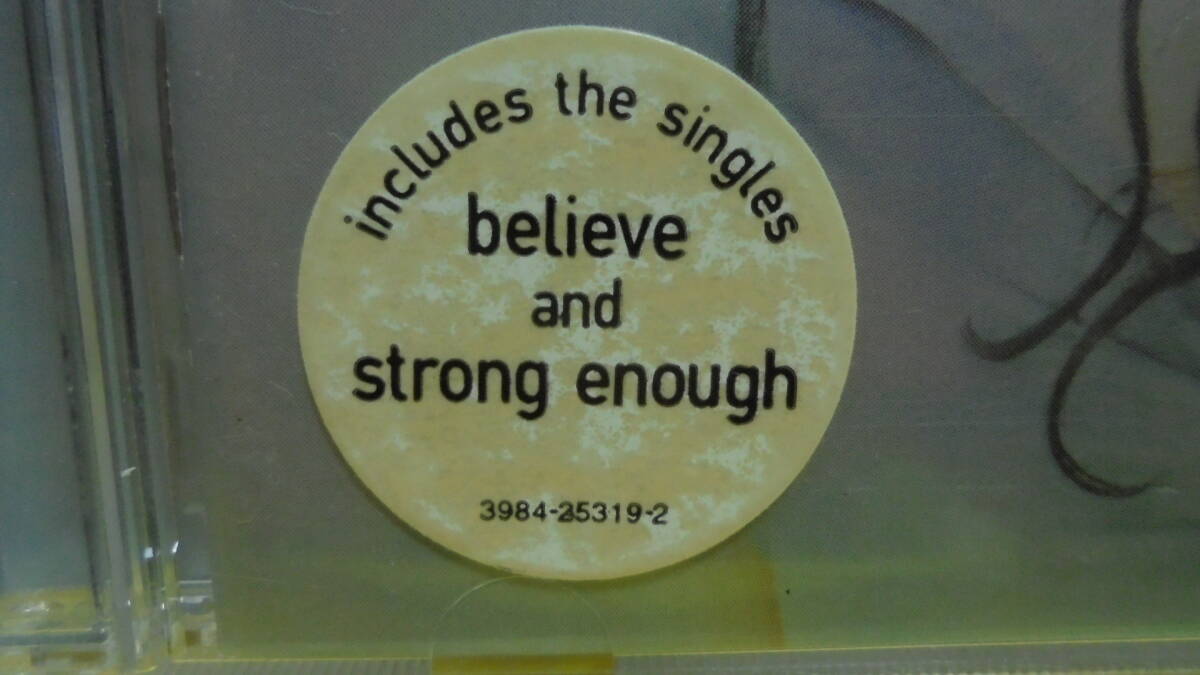 includes the singles
believe
and
strong enough
3984-25319-2